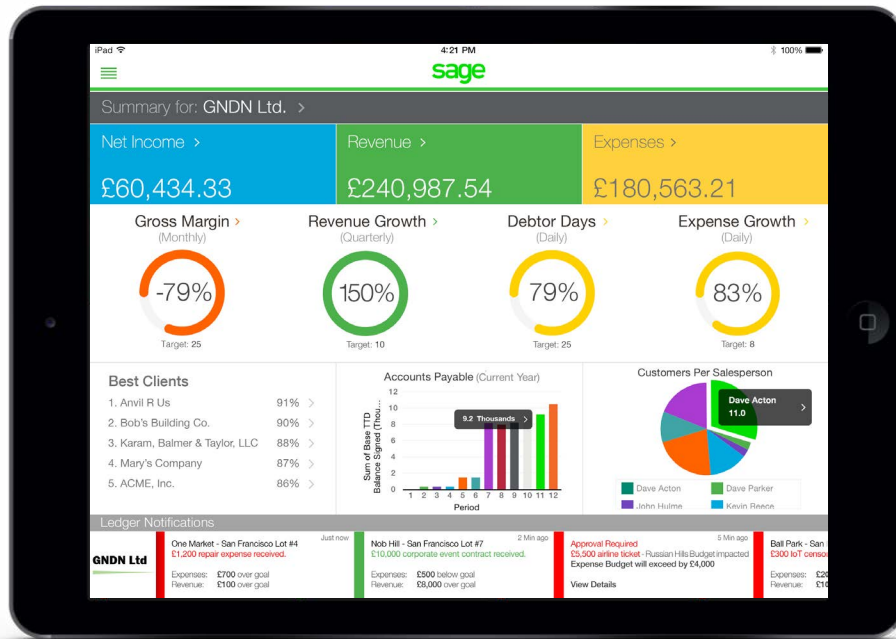 iPad
4:21 PM
100%
sage
Summary for: GNDN Ltd. >
Net Income >
Revenue >
Expenses >
£60,434.33
£240,987.54
£180,563.21
Gross Margin >
(Monthly)
Revenue Growth >
(Quarterly)
Debtor Days >
(Daily)
Expense Growth >
(Daily)
-79%
150%
79%
83%
Target: 25
Target: 10
Target: 25
Target: 8
Best Clients
1. Anvil R Us 91% >
2. Bob's Building Co. 90% >
3. Karam, Balmer & Taylor, LLC 88% >
4. Mary's Company 87% >
5. ACME, Inc. 86% >
Accounts Payable (Current Year)
Sum of Base TTD
Balance Signed (Thou...
12
10
8
6
4
2
0
9.2 Thousands >
1 2 3 4 5 6 7 8 9 10 11 12
Period
Customers Per Salesperson
Dave Acton
11.0 >
Dave Acton
Dave Parker
John Hulme
Kevin Reece
Ledger Notifications
GNDN Ltd
One Market - San Francisco Lot #4
Just now
£1,200 repair expense received.
Expenses: £700 over goal
Revenue: £100 over goal
Nob Hill - San Francisco Lot #7
2 Min ago
£10,000 corporate event contract received.
Expenses: £500 below goal
Revenue: £8,000 over goal
Approval Required
5 Min ago
£5,500 airline ticket - Russian Hills Budget impacted
Expense Budget will exceed by £4,000
View Details
Ball Park - San
£300 IoT censo
Expenses: £20
Revenue: £10